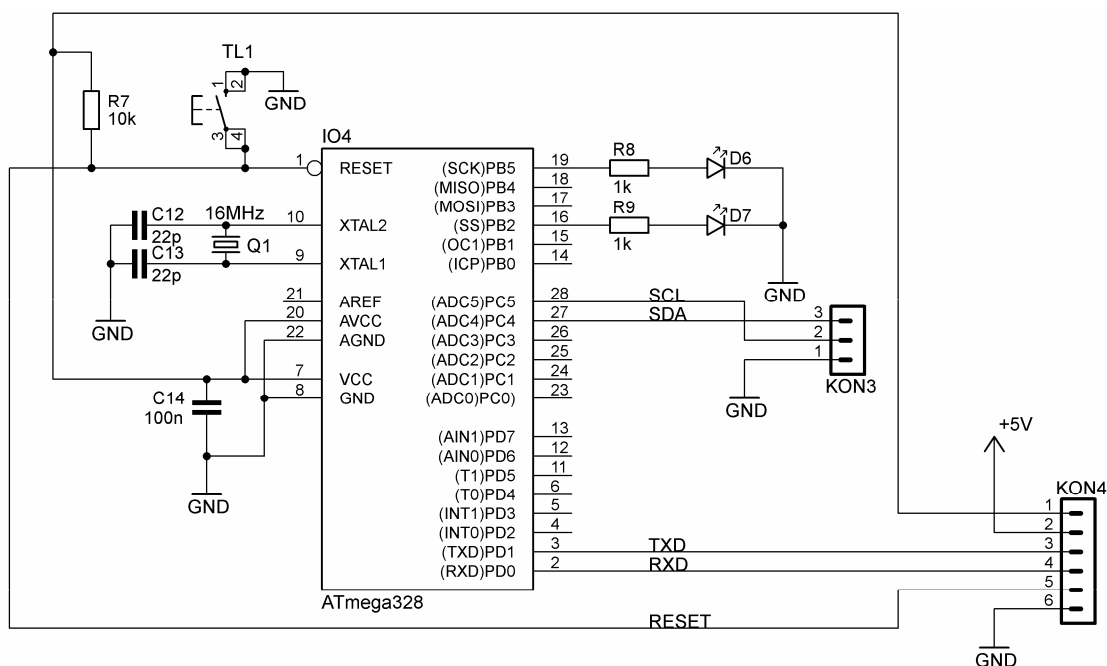 TL1
1
2
GND
R7
10k
3
4
IO4
1
RESET
(SCK)PB5
19
R8
1k
D6
(MISO)PB4
18
(MOSI)PB3
17
C12
22p
16MHz
10
XTAL2
(SS)PB2
16
R9
1k
D7
Q1
(OC1)PB1
15
C13
22p
9
XTAL1
(ICP)PB0
14
GND
GND
21
AREF
(ADC5)PC5
28
SCL
20
AVCC
(ADC4)PC4
27
SDA
3
22
AGND
(ADC3)PC3
26
2
(ADC2)PC2
25
1
7
VCC
(ADC1)PC1
24
KON3
C14
100n
8
GND
(ADC0)PC0)
23
GND
(AIN1)PD7
13
+5V
(AIN0)PD6
12
(T1)PD5
11
(T0)PD4
6
KON4
GND
(INT1)PD3
5
1
(INT0)PD2
4
2
(TXD)PD1
3
TXD
3
(RXD)PD0
2
RXD
4
5
ATmega328
6
RESET
GND